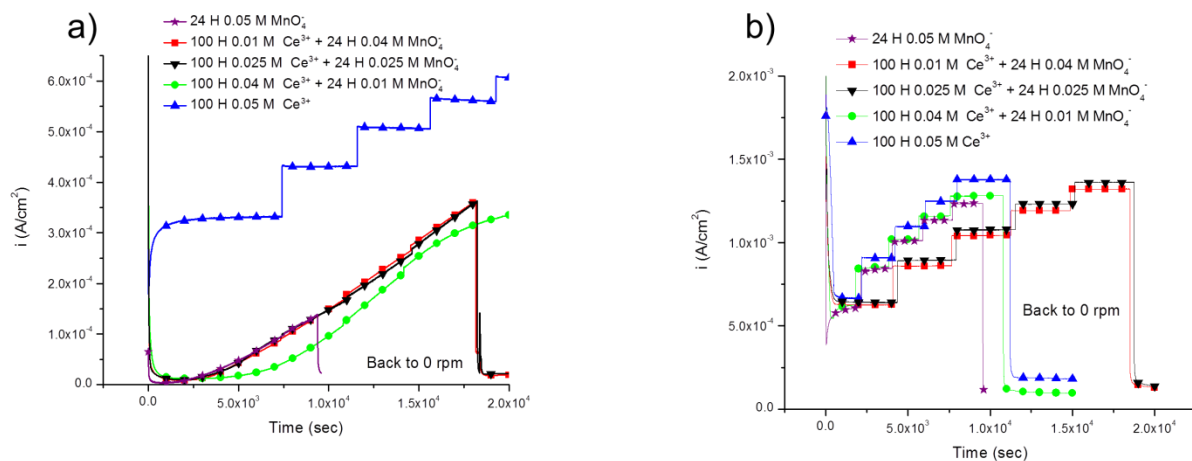 a)
24 H 0.05 M MnO₄⁻
100 H 0.01 M Ce³⁺ + 24 H 0.04 M MnO₄⁻
100 H 0.025 M Ce³⁺ + 24 H 0.025 M MnO₄⁻
100 H 0.04 M Ce³⁺ + 24 H 0.01 M MnO₄⁻
100 H 0.05 M Ce³⁺
6.0x10⁻⁴
5.0x10⁻⁴
4.0x10⁻⁴
3.0x10⁻⁴
2.0x10⁻⁴
1.0x10⁻⁴
0.0
i (A/cm²)
Back to 0 rpm
0.0 5.0x10³ 1.0x10⁴ 1.5x10⁴ 2.0x10⁴
Time (sec)
b)
24 H 0.05 M MnO₄⁻
100 H 0.01 M Ce³⁺ + 24 H 0.04 M MnO₄⁻
100 H 0.025 M Ce³⁺ + 24 H 0.025 M MnO₄⁻
100 H 0.04 M Ce³⁺ + 24 H 0.01 M MnO₄⁻
100 H 0.05 M Ce³⁺
2.0x10⁻³
1.5x10⁻³
1.0x10⁻³
5.0x10⁻⁴
0.0
i (A/cm²)
Back to 0 rpm
0.0 5.0x10³ 1.0x10⁴ 1.5x10⁴ 2.0x10⁴
Time (sec)